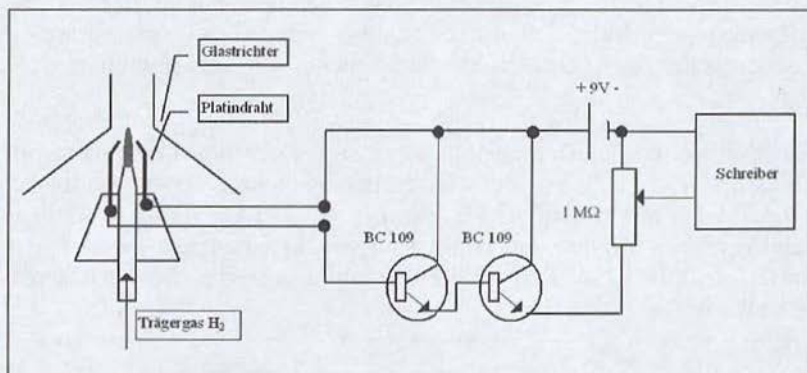 Glastrichter
Platindraht
+ 9V -
Schreiber
1 MΩ
BC 109
BC 109
Trägergas H₂